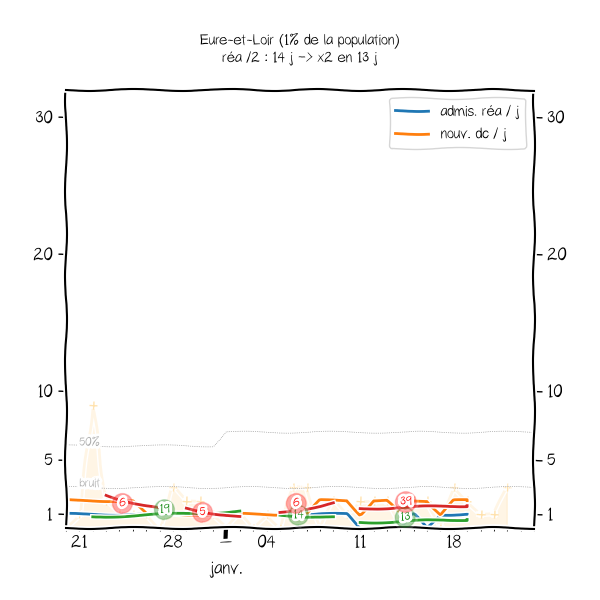 Eure-et-Loir (1% de la population)
réa /2 : 14 j -> x2 en 13 j
admis. réa / j
nouv. dc / j
30 30
20 20
10 10
50%
5 5
bruit
6 19 5 6 14 39 13
1 1
21 28 1 04 11 18
janv.